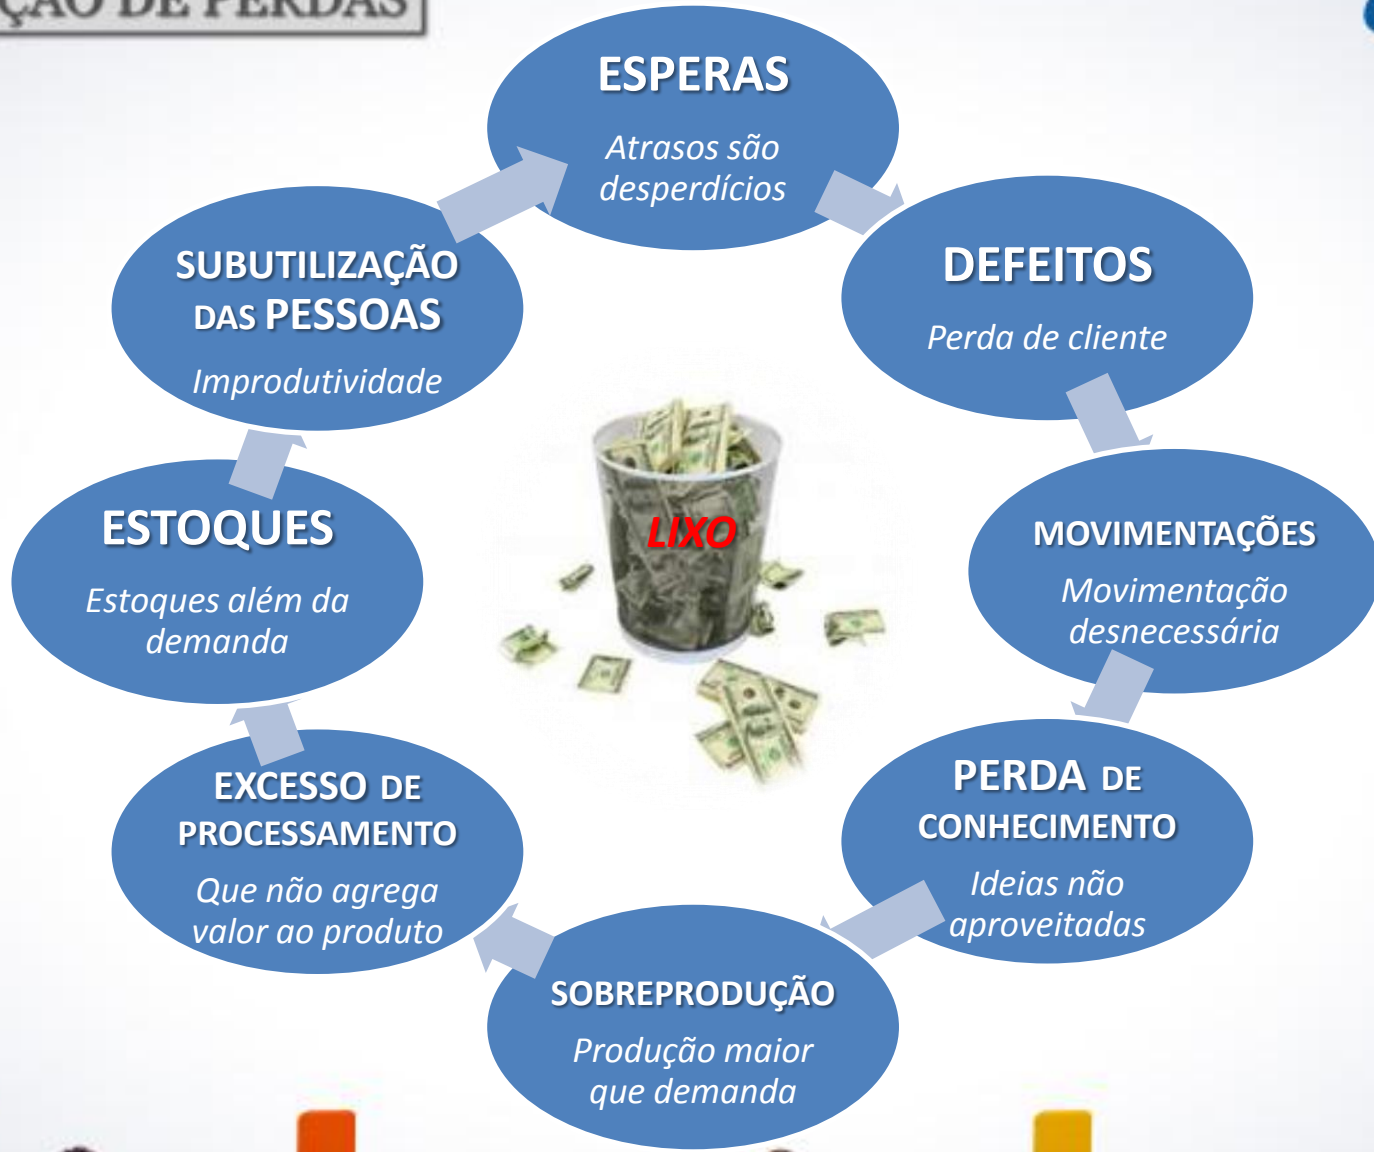 DE PERDAS
ESPERAS
Atrasos são
desperdícios
DEFEITOS
Perda de cliente
MOVIMENTAÇÕES
Movimentação
desnecessária
PERDA DE
CONHECIMENTO
Ideias não
aproveitadas
SOBREPRODUÇÃO
Produção maior
que demanda
EXCESSO DE
PROCESSAMENTO
Que não agrega
valor ao produto
ESTOQUES
Estoques além da
demanda
SUBUTILIZAÇÃO
DAS PESSOAS
Improdutividade
LIXO